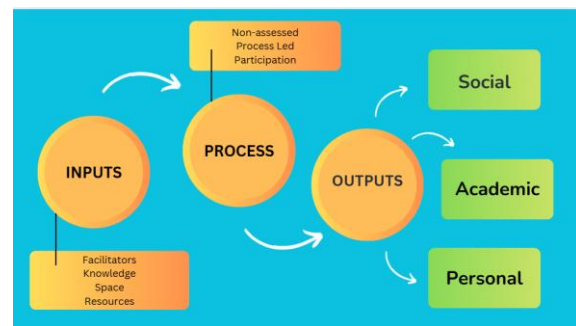 Non-assessed
Process Led
Participation
Social
INPUTS
PROCESS
OUTPUTS
Academic
Facilitators
Knowledge
Space
Resources
Personal